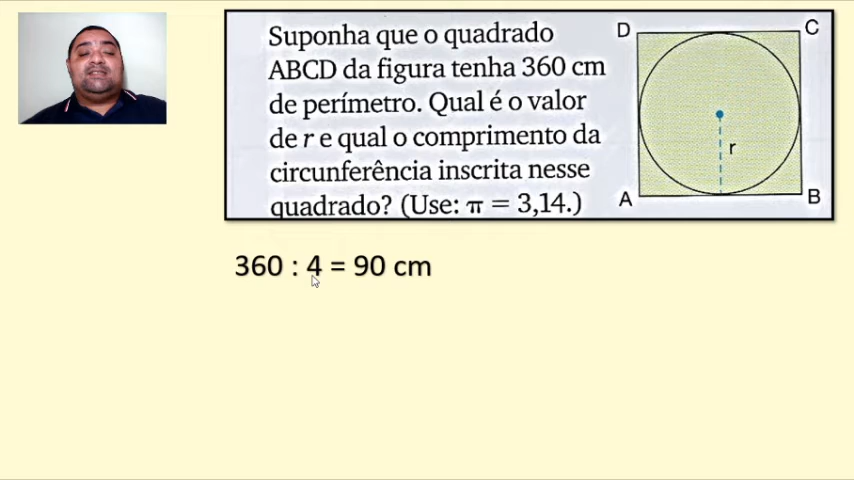 Suponha que o quadrado
ABCD da figura tenha 360 cm
de perímetro. Qual é o valor
de r e qual o comprimento da
circunferência inscrita nesse
quadrado? (Use: π = 3,14.)
D
C
r
A
B
360 : 4 = 90 cm